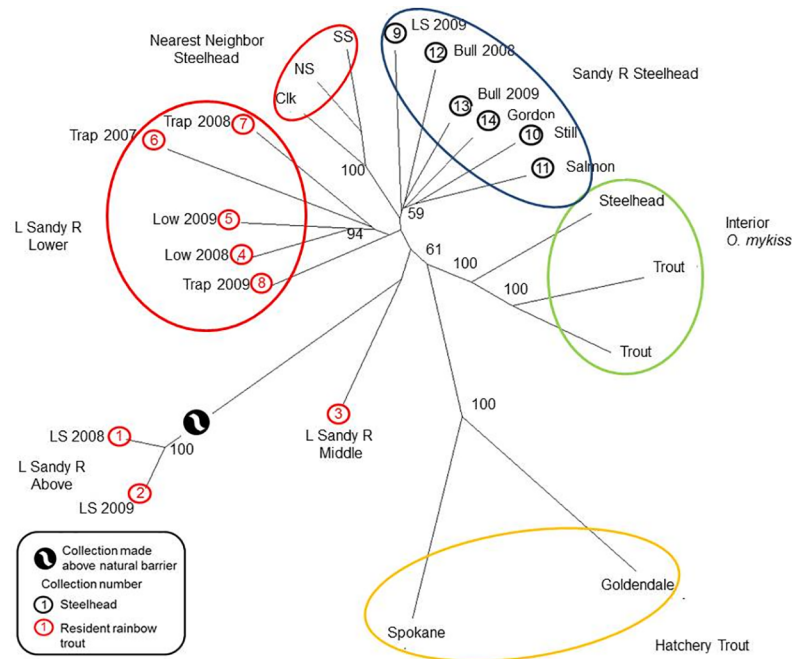 Nearest Neighbor
Steelhead
SS
NS
Clk
9
LS 2009
12
Bull 2008
Sandy R Steelhead
13
Bull 2009
14
Gordon
10
Still
11
Salmon
Trap 2007
6
Trap 2008
7
100
L Sandy R
Lower
Low 2009
5
94
Low 2008
4
Trap 2009
8
59
61
100
100
Steelhead
Trout
Trout
Interior
O. mykiss
LS 2008
1
100
L Sandy R
Above
2
LS 2009
3
L Sandy R
Middle
100
Spokane
Goldendale
Hatchery Trout
Collection made
above natural barrier
Collection number
1 Steelhead
1 Resident rainbow
trout